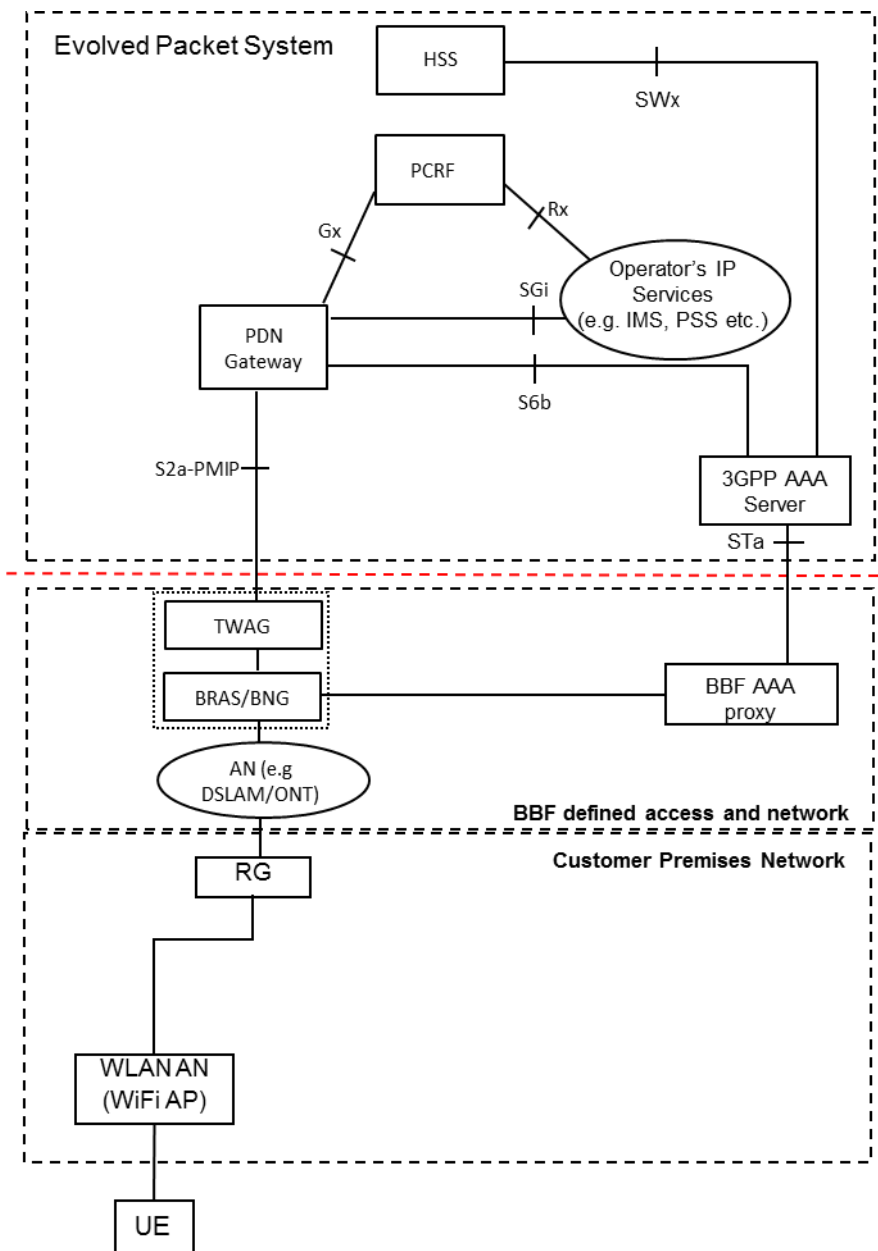 Evolved Packet System
HSS
SWx
PCRF
Gx
Rx
Operator’s IP
Services
(e.g. IMS, PSS etc.)
SGi
PDN
Gateway
S6b
S2a-PMIP
3GPP AAA
Server
STa
TWAG
BRAS/BNG
BBF AAA
proxy
AN (e.g
DSLAM/ONT)
BBF defined access and network
Customer Premises Network
RG
WLAN AN
(WiFi AP)
UE